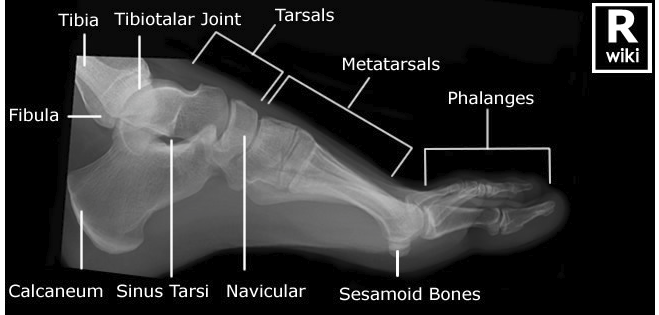 Tibia
Tibiotalar Joint
Tarsals
R
wiki
Metatarsals
Phalanges
Fibula
Calcaneum
Sinus Tarsi
Navicular
Sesamoid Bones